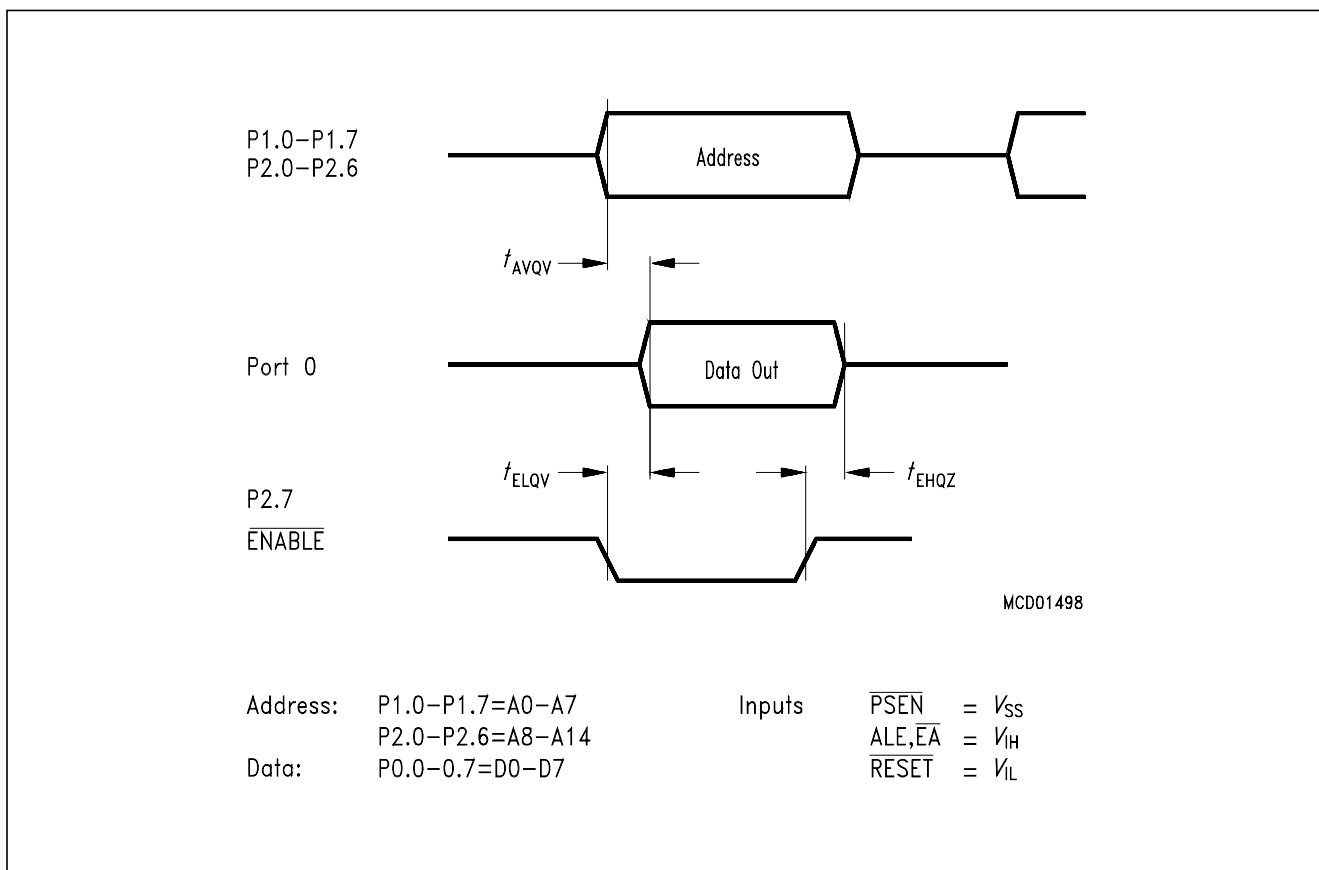 P1.0-P1.7
P2.0-P2.6
Address
tAVQV
Port 0
Data Out
tELQV
tEHQZ
P2.7
ENABLE
MCD01498
Address: P1.0-P1.7=A0-A7 Inputs PSEN = VSS
P2.0-P2.6=A8-A14 ALE,EA = VIH
Data: P0.0-0.7=D0-D7 RESET = VIL